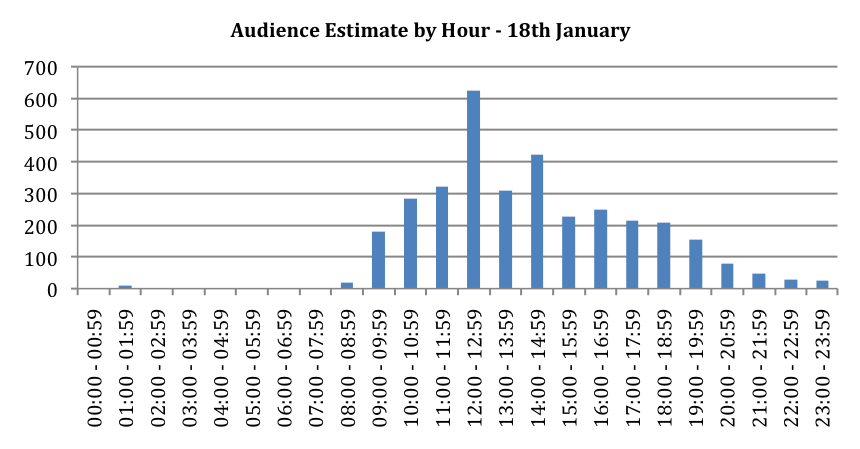 Audience Estimate by Hour - 18th January
700
600
500
400
300
200
100
0
00:00 - 00:59
01:00 - 01:59
02:00 - 02:59
03:00 - 03:59
04:00 - 04:59
05:00 - 05:59
06:00 - 06:59
07:00 - 07:59
08:00 - 08:59
09:00 - 09:59
10:00 - 10:59
11:00 - 11:59
12:00 - 12:59
13:00 - 13:59
14:00 - 14:59
15:00 - 15:59
16:00 - 16:59
17:00 - 17:59
18:00 - 18:59
19:00 - 19:59
20:00 - 20:59
21:00 - 21:59
22:00 - 22:59
23:00 - 23:59